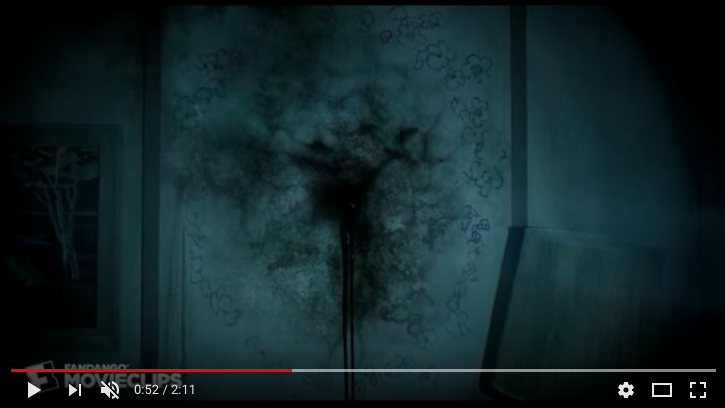 FANDANGO
MOVIECLIPS
0:52 / 2:11